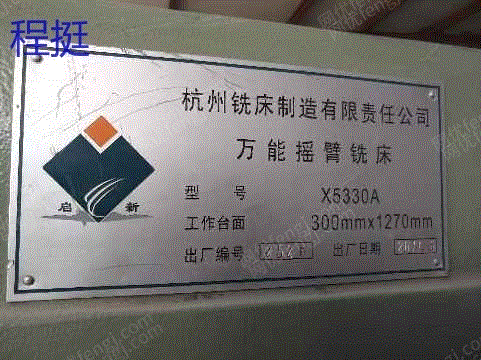 程挺
杭州铣床制造有限责任公司
万能摇臂铣床
启 新
型 号 X5330A
工作台面 300mmx1270mm
出厂编号 出厂日期